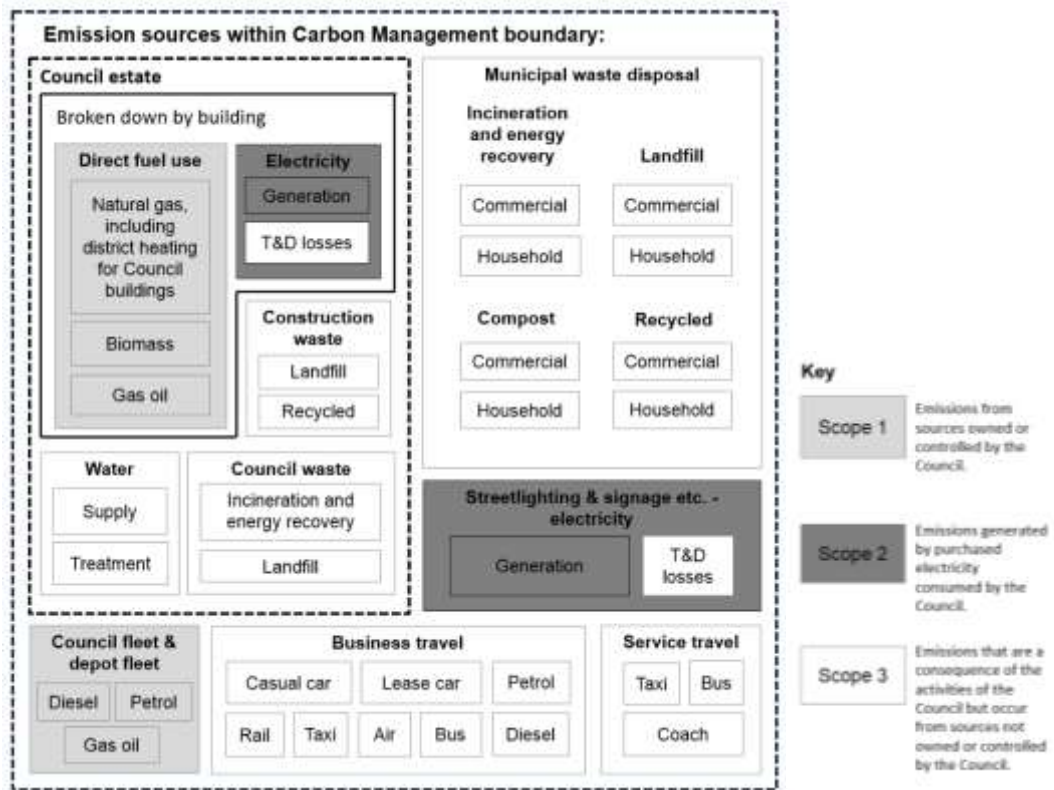 Emission sources within Carbon Management boundary:
Council estate
Broken down by building
Direct fuel use
Natural gas,
including
district heating
for Council
buildings
Biomass
Gas oil
Electricity
Generation
T&D losses
Construction
waste
Landfill
Recycled
Water
Supply
Treatment
Council waste
Incineration and
energy recovery
Landfill
Municipal waste disposal
Incineration
and energy
recovery
Commercial
Household
Landfill
Commercial
Household
Compost
Commercial
Household
Recycled
Commercial
Household
Streetlighting & signage etc. -
electricity
Generation
T&D
losses
Council fleet &
depot fleet
Diesel
Petrol
Gas oil
Business travel
Casual car
Lease car
Petrol
Rail
Taxi
Air
Bus
Diesel
Service travel
Taxi
Bus
Coach
Key
Scope 1
Emissions from
sources owned or
controlled by the
Council.
Scope 2
Emissions generated
by purchased
electricity
consumed by the
Council.
Scope 3
Emissions that are a
consequence of the
activities of the
Council but occur
from sources not
owned or controlled
by the Council.